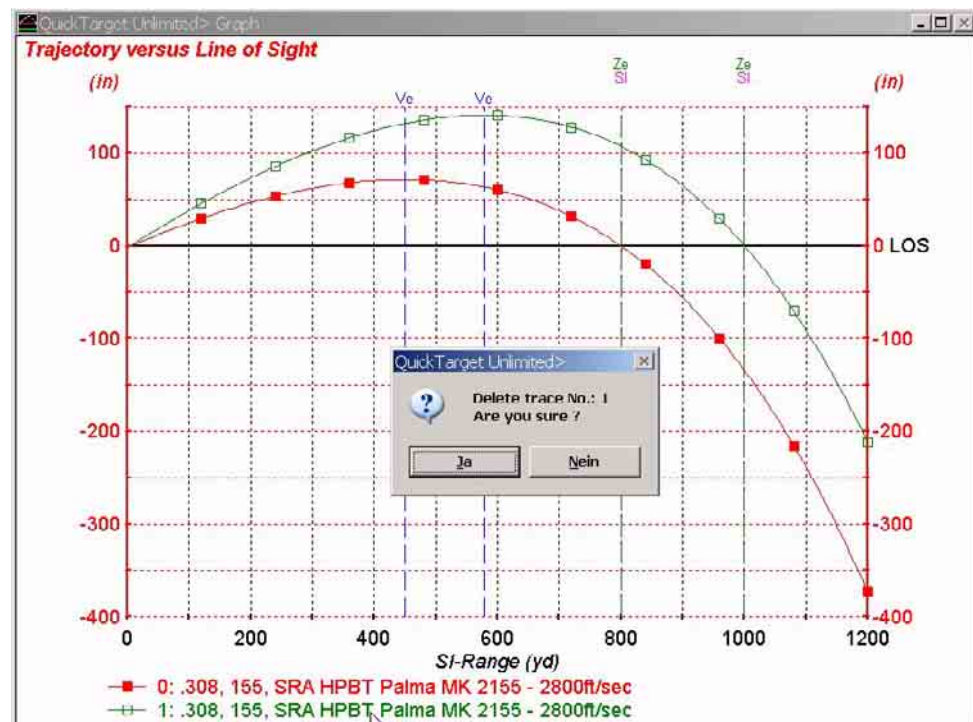 QuickTarget Unlimited> Graph
Trajectory versus Line of Sight
(in)
(in)
Ze
SI
Ze
SI
Ve
Ve
100
100
0
0 LOS
-100
-100
-200
-200
-300
-300
-400
-400
QuickTarget Unlimited>
Delete trace No.: 1
Are you sure ?
Ja
Nein
0
200
400
600
800
1000
1200
SI-Range (yd)
0: .308, 155, SRA HPBT Palma MK 2155 - 2800ft/sec
1: .308, 155, SRA HPBT Palma MK 2155 - 2800ft/sec